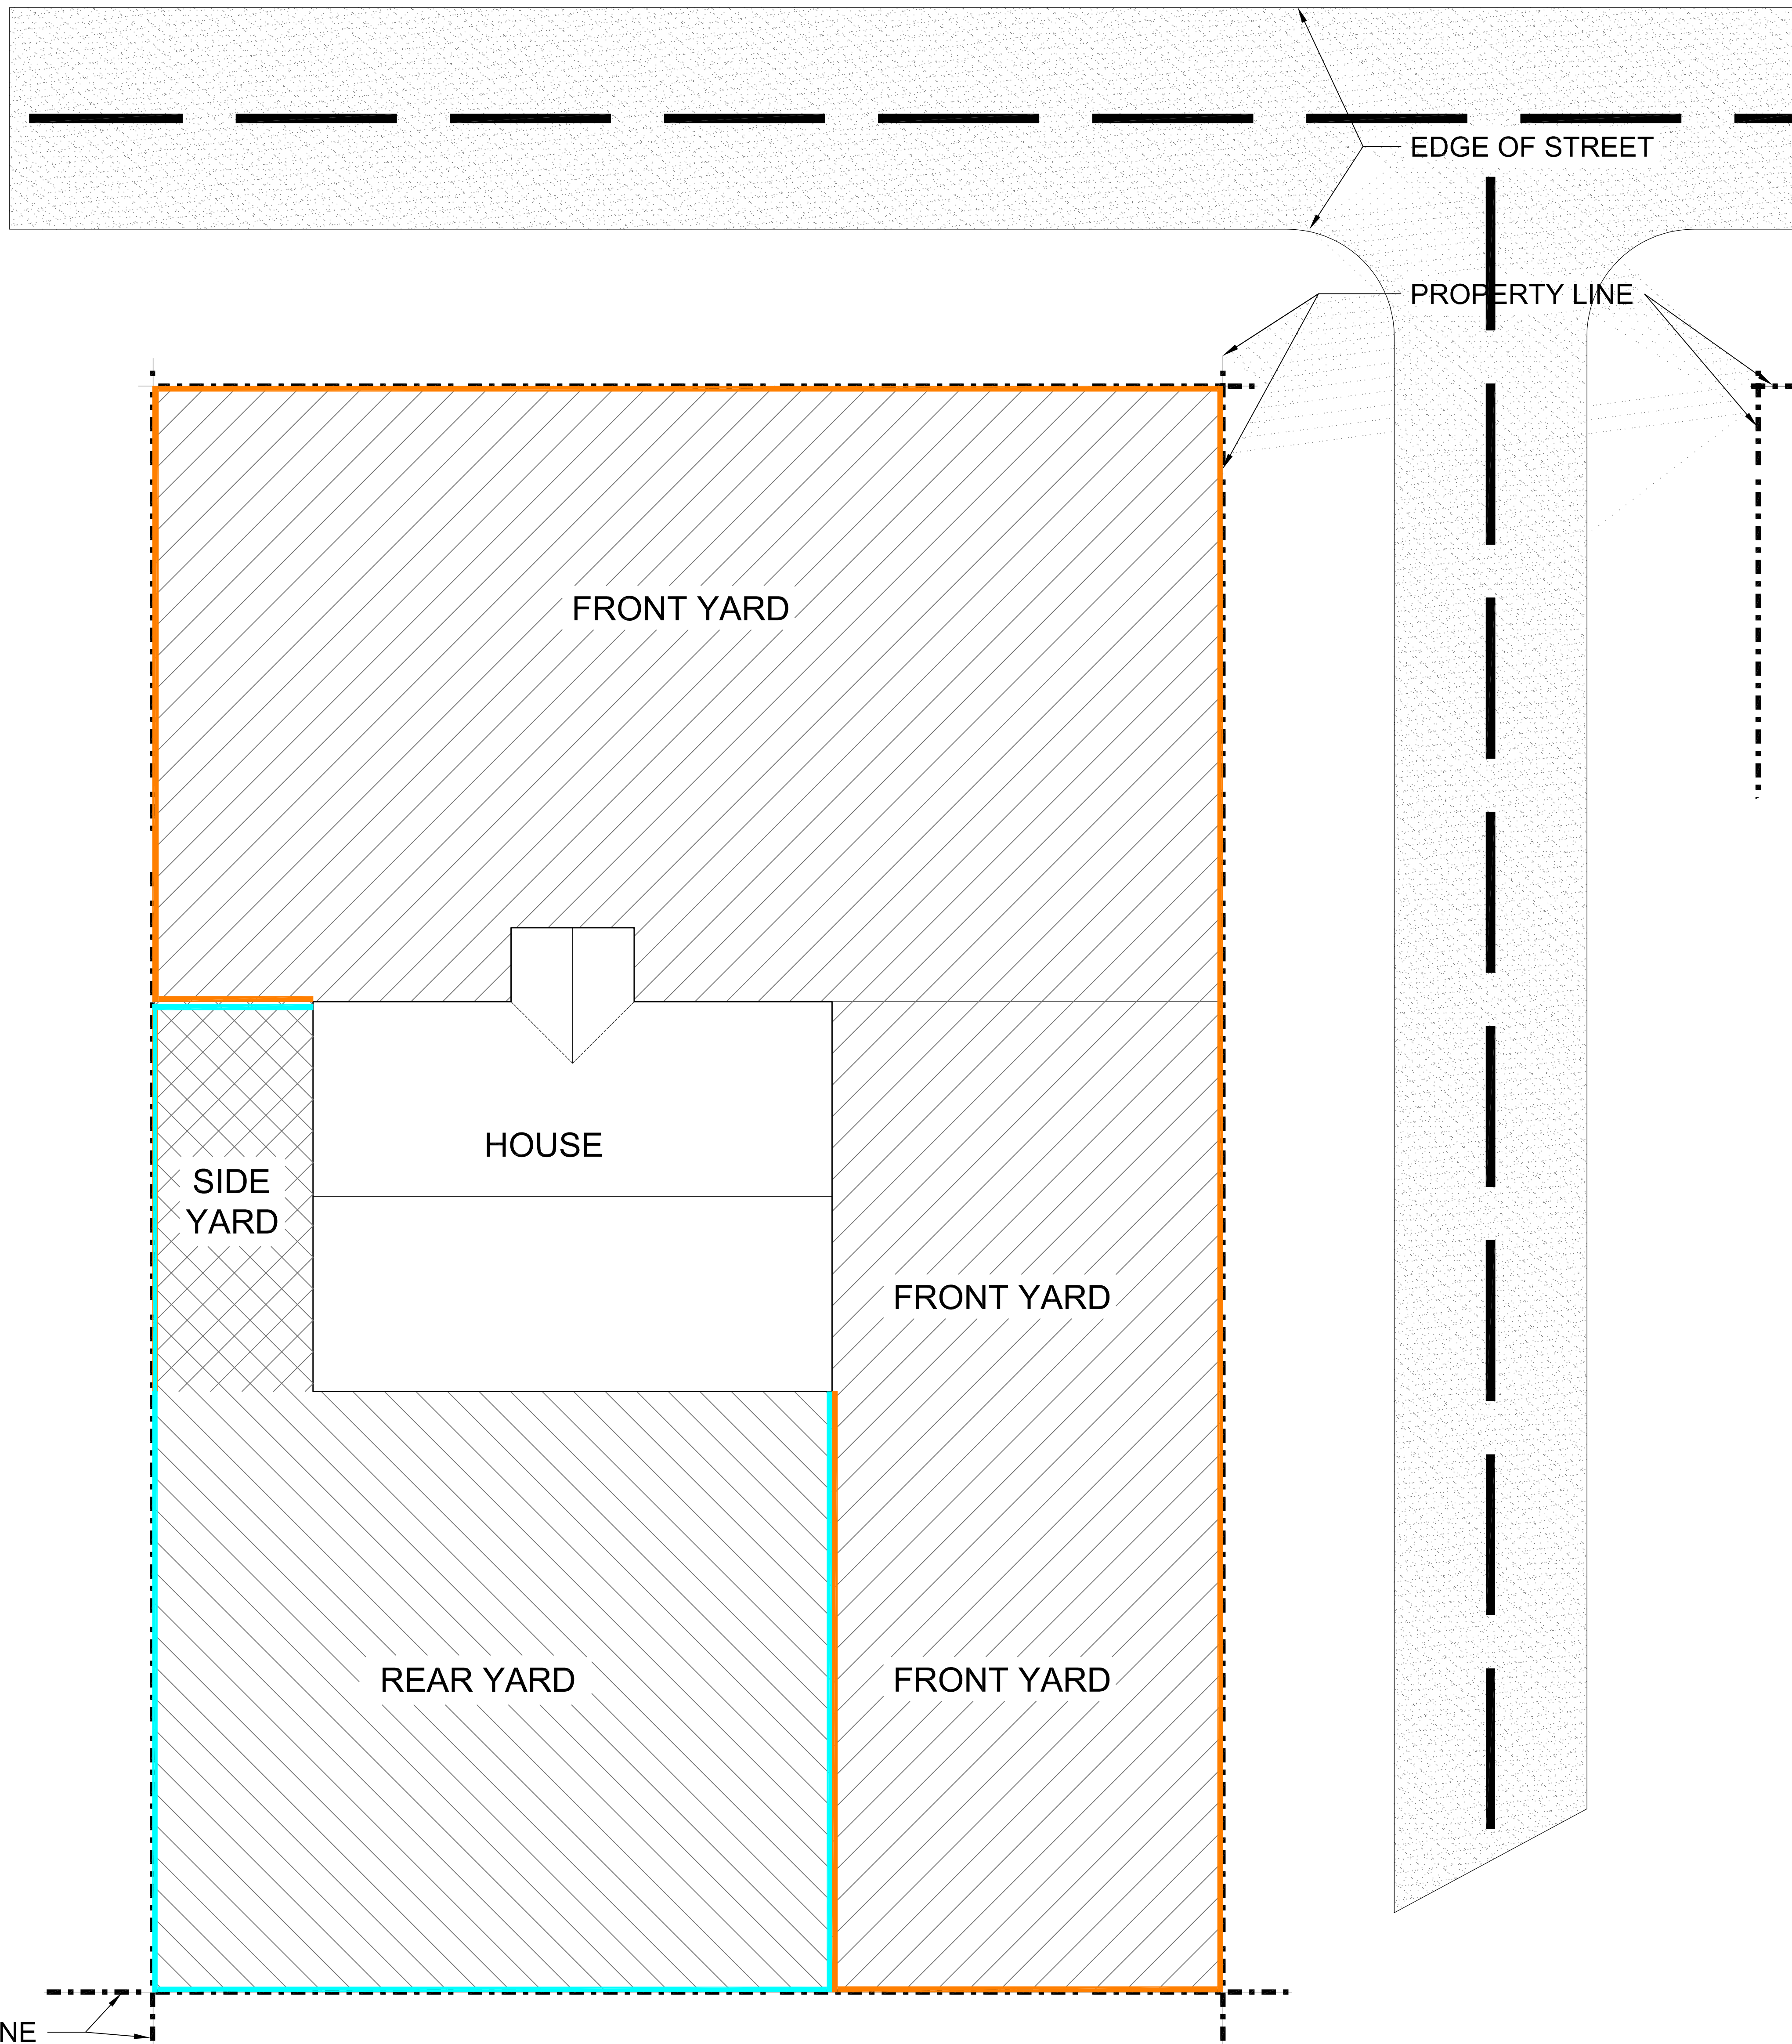 EDGE OF STREET
PROPERTY LINE
FRONT YARD
HOUSE
SIDE
YARD
FRONT YARD
REAR YARD
FRONT YARD
NE